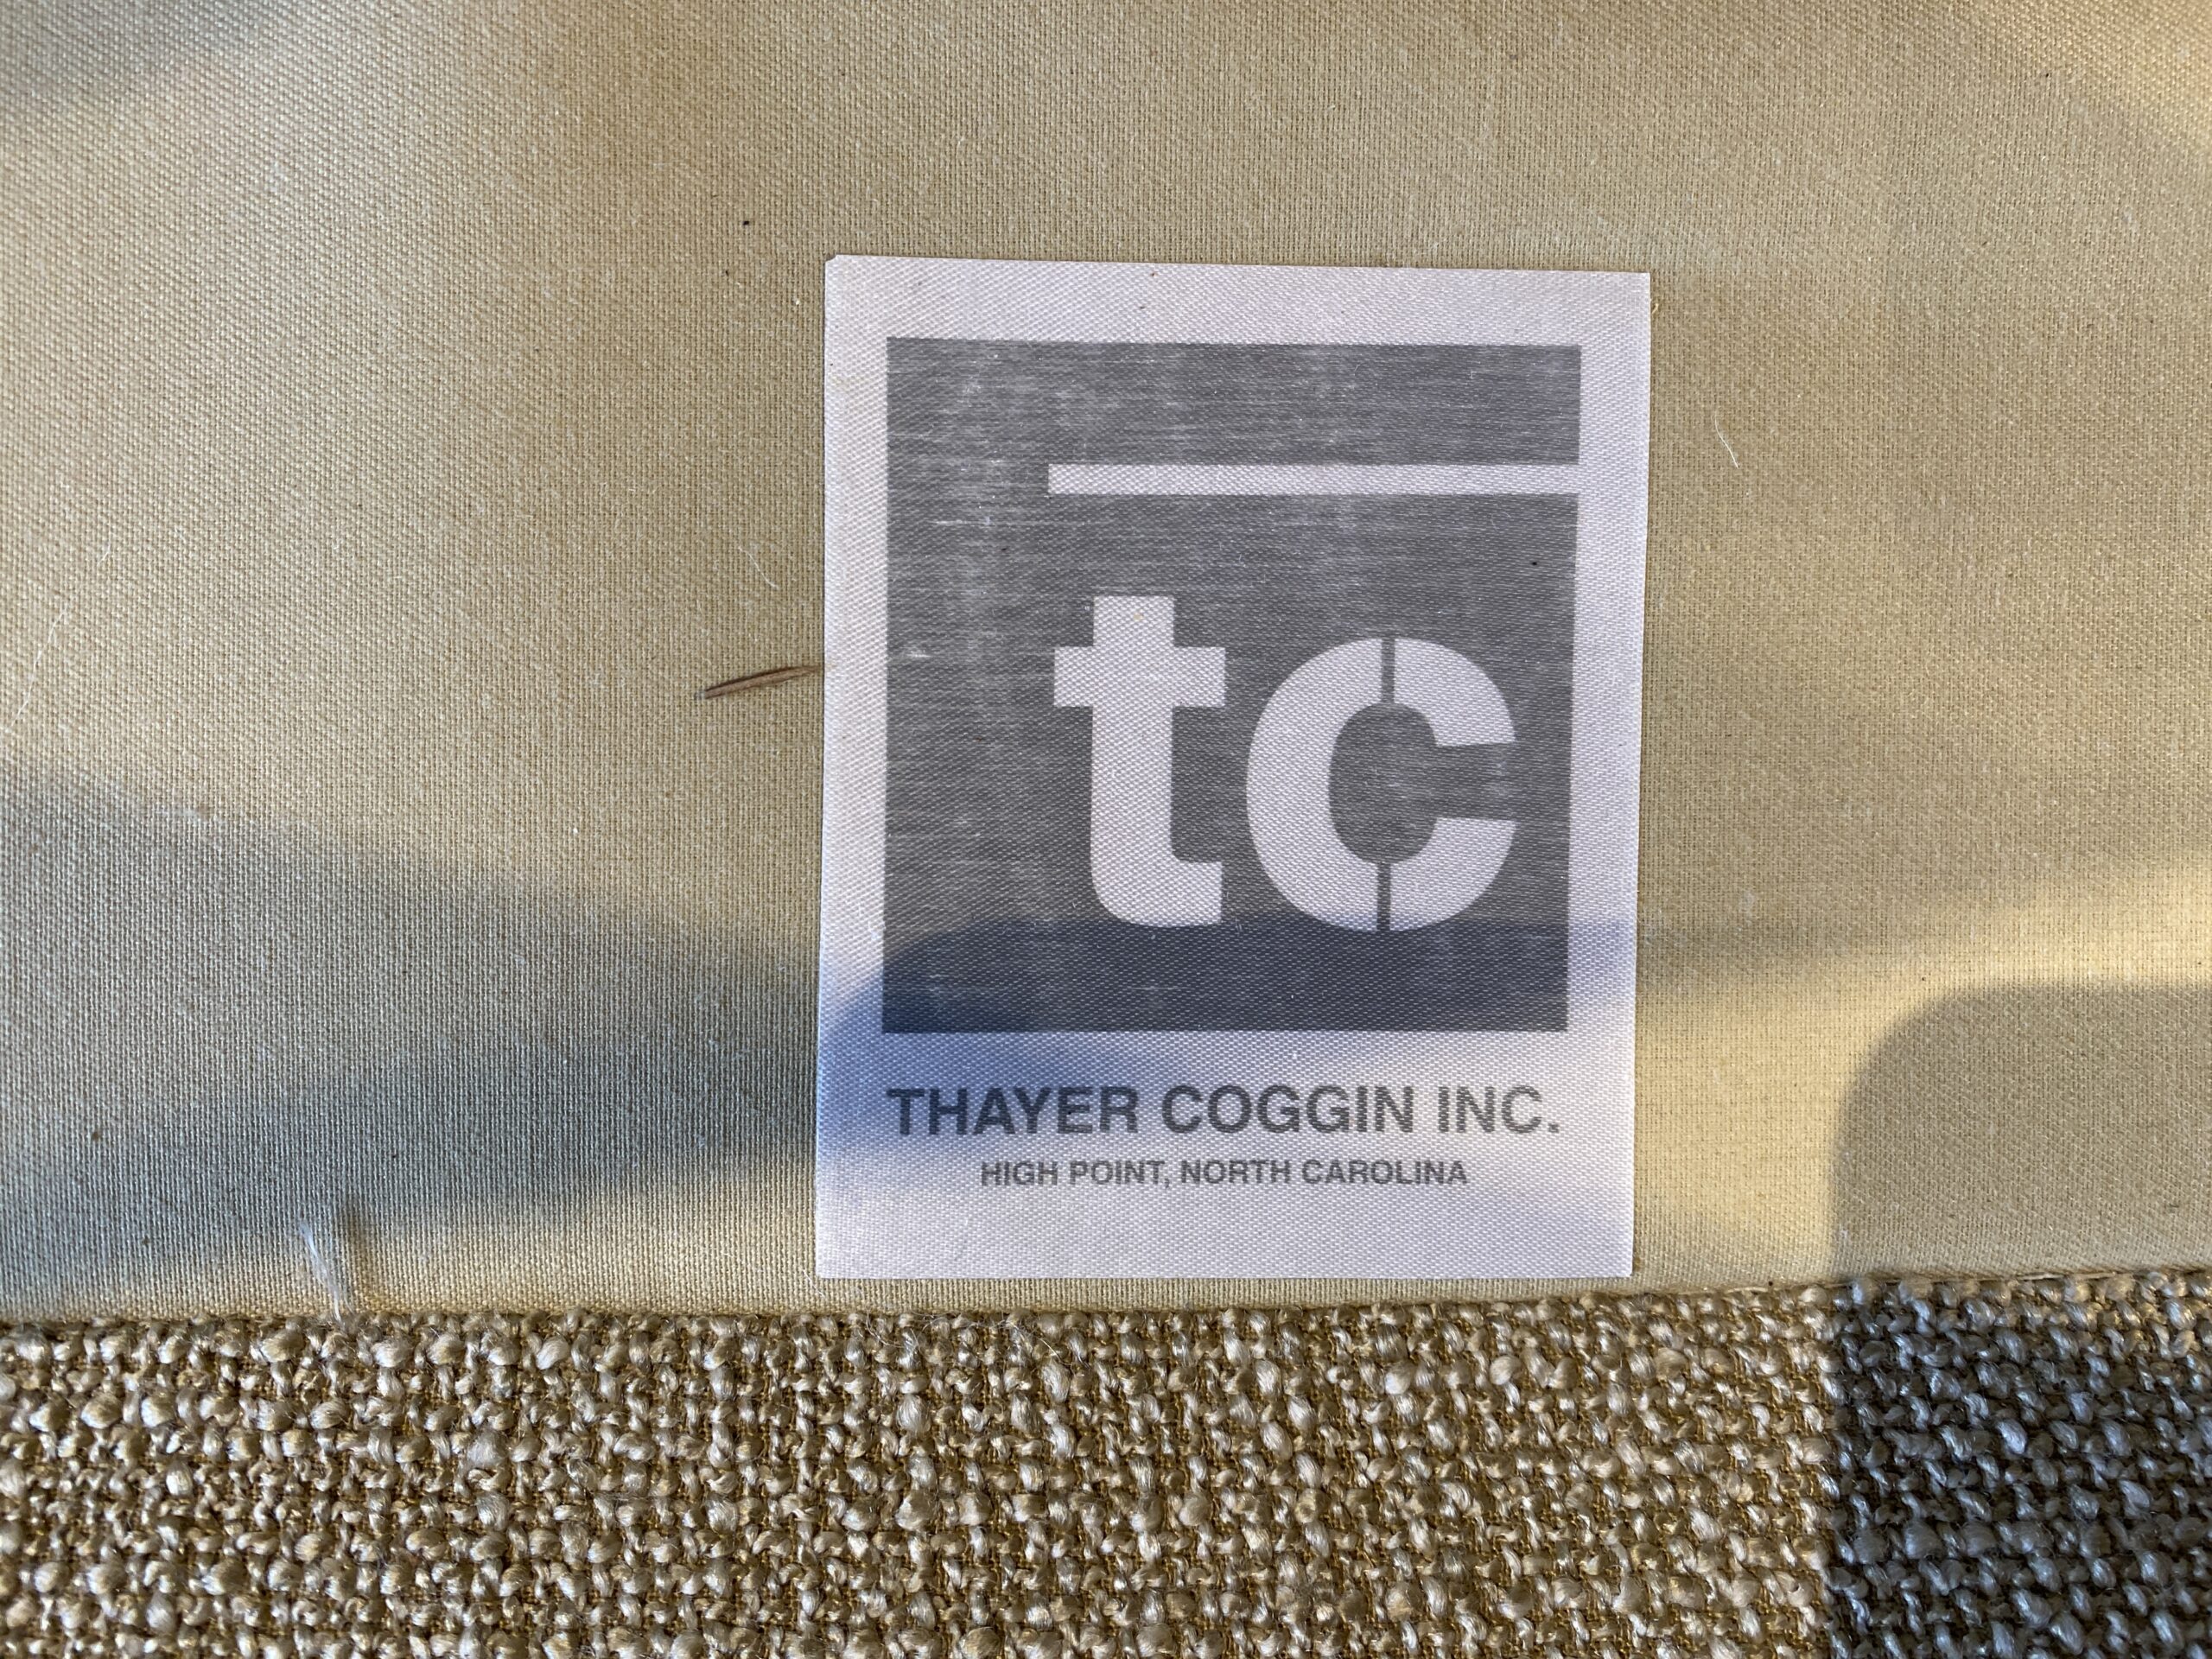 tc
THAYER COGGIN INC.
HIGH POINT, NORTH CAROLINA